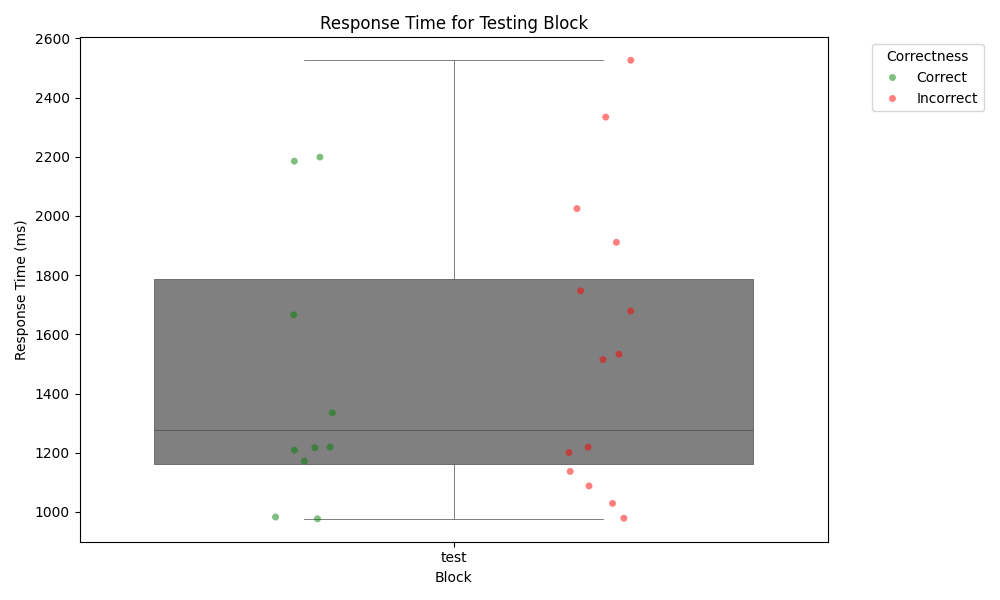 Response Time for Testing Block
Correctness
Correct
Incorrect
Response Time (ms)
2600
2400
2200
2000
1800
1600
1400
1200
1000
test
Block